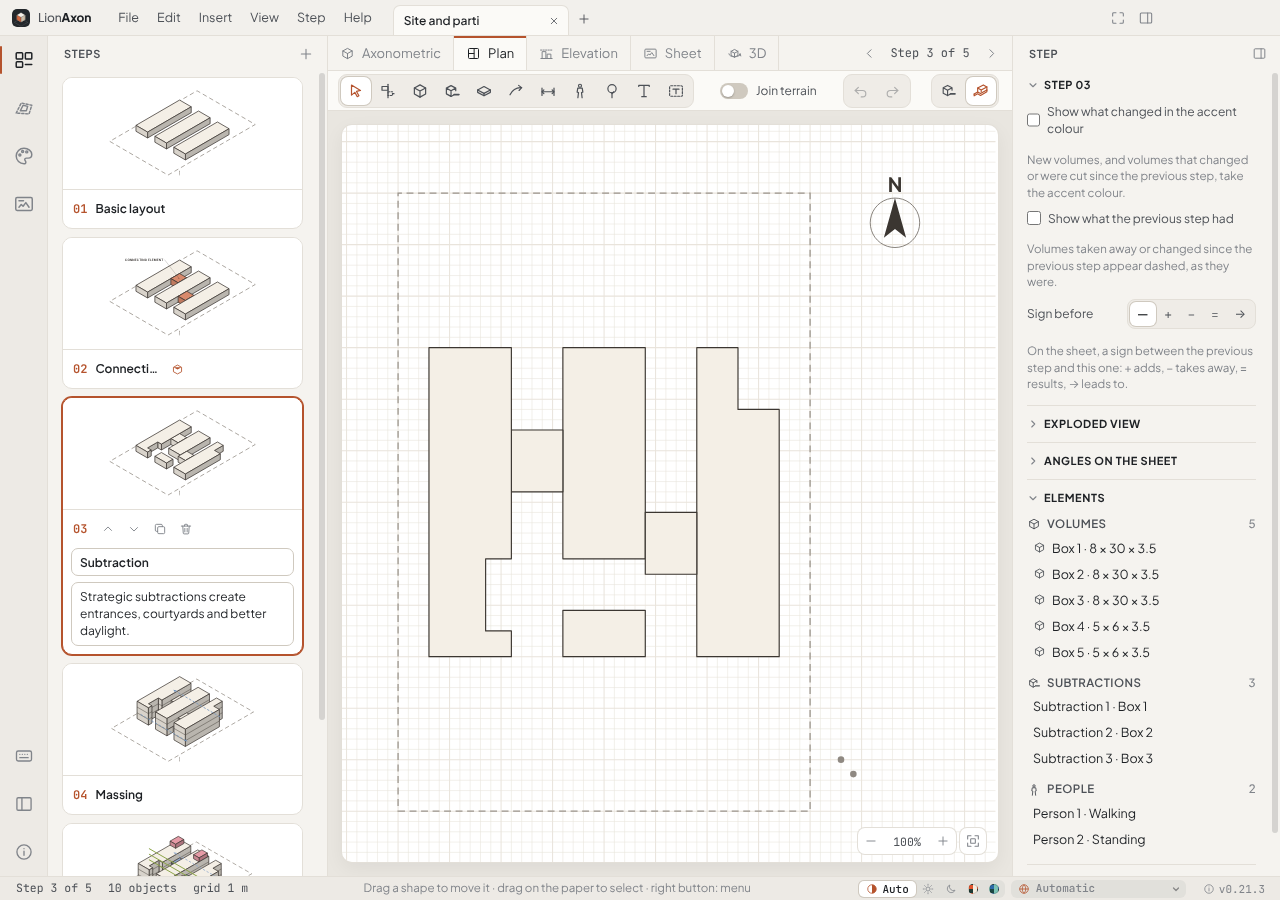 LionAxon File Edit Insert View Step Help Site and parti
STEPS
01 Basic layout
CONNECTING ELEMENT
02 Connecti...
03
Subtraction
Strategic subtractions create
entrances, courtyards and better
daylight.
04 Massing
Axonometric Plan Elevation Sheet 3D Step 3 of 5
Join terrain
N
100%
STEP
STEP 03
Show what changed in the accent
colour
New volumes, and volumes that changed
or were cut since the previous step, take
the accent colour.
Show what the previous step had
Volumes taken away or changed since the
previous step appear dashed, as they
were.
Sign before — + − = →
On the sheet, a sign between the previous
step and this one: + adds, − takes away, =
results, → leads to.
EXPLODED VIEW
ANGLES ON THE SHEET
ELEMENTS
VOLUMES 5
Box 1 · 8 × 30 × 3.5
Box 2 · 8 × 30 × 3.5
Box 3 · 8 × 30 × 3.5
Box 4 · 5 × 6 × 3.5
Box 5 · 5 × 6 × 3.5
SUBTRACTIONS 3
Subtraction 1 · Box 1
Subtraction 2 · Box 2
Subtraction 3 · Box 3
PEOPLE 2
Person 1 · Walking
Person 2 · Standing
Step 3 of 5 10 objects grid 1 m Drag a shape to move it · drag on the paper to select · right button: menu Auto Automatic v0.21.3